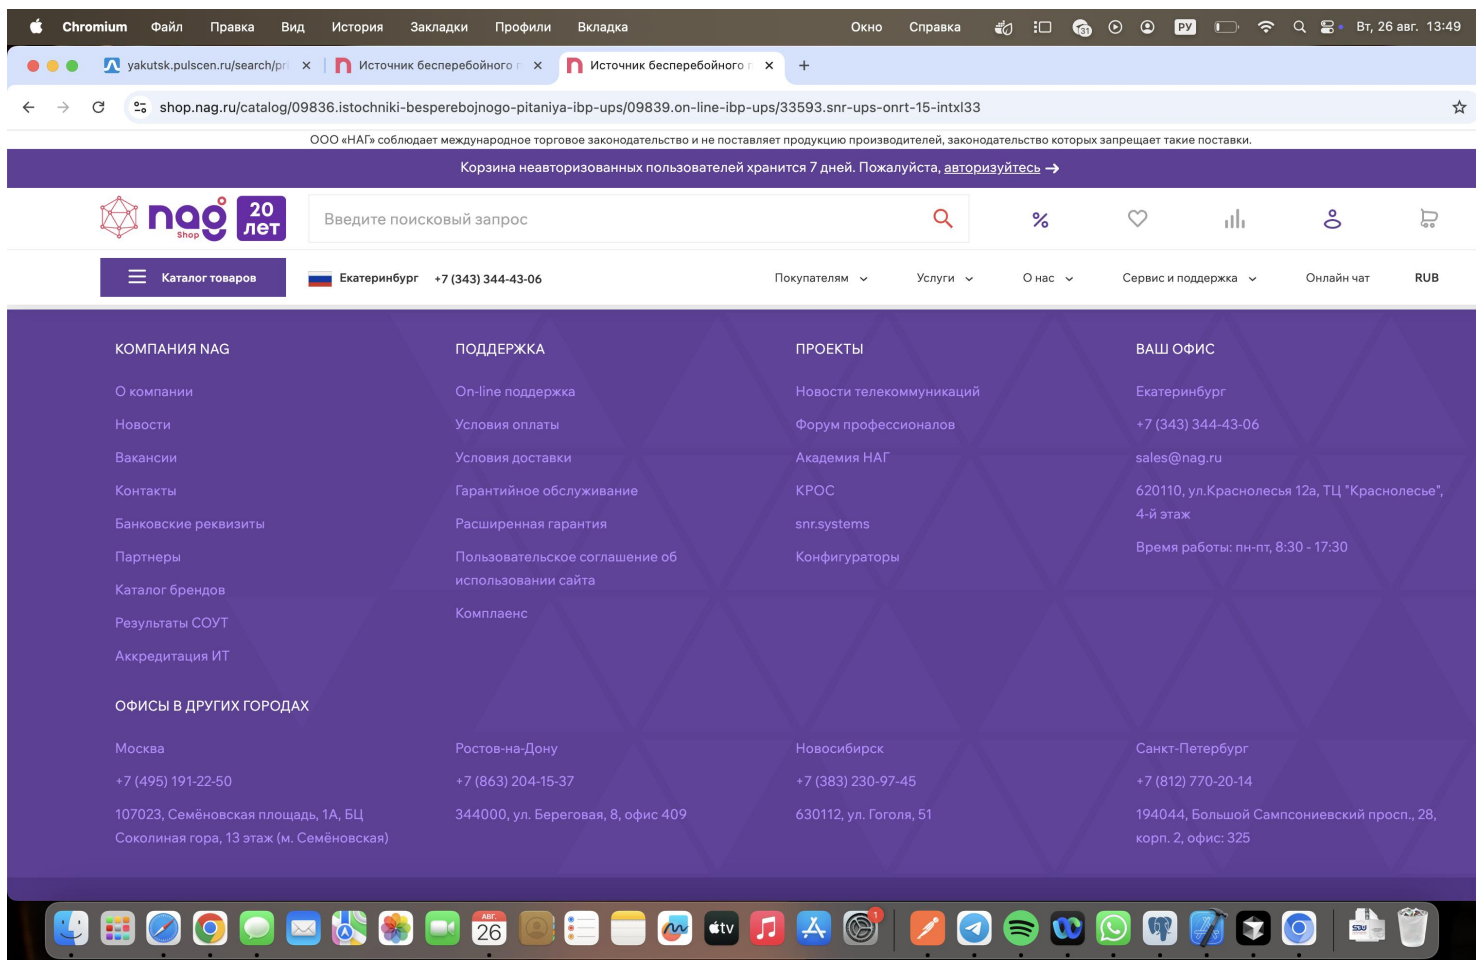 Chromium Файл Правка Вид История Закладки Профили Вкладка Окно Справка 31 РУ Вт, 26 авг. 13:49
yakutsk.pulscen.ru/search/pri Источник бесперебойного п Источник бесперебойного п
shop.nag.ru/catalog/09836.istochniki-besperebojnogo-pitaniya-ibp-ups/09839.on-line-ibp-ups/33593.snr-ups-onrt-15-intxl33
ООО «НАГ» соблюдает международное торговое законодательство и не поставляет продукцию производителей, законодательство которых запрещает такие поставки.
Корзина неавторизованных пользователей хранится 7 дней. Пожалуйста, авторизуйтесь →
nag Shop 20 лет Введите поисковый запрос %
Каталог товаров Екатеринбург +7 (343) 344-43-06 Покупателям Услуги О нас Сервис и поддержка Онлайн чат RUB
КОМПАНИЯ NAG
О компании
Новости
Вакансии
Контакты
Банковские реквизиты
Партнеры
Каталог брендов
Результаты СОУТ
Аккредитация ИТ
ПОДДЕРЖКА
On-line поддержка
Условия оплаты
Условия доставки
Гарантийное обслуживание
Расширенная гарантия
Пользовательское соглашение об
использовании сайта
Комплаенс
ПРОЕКТЫ
Новости телекоммуникаций
Форум профессионалов
Академия НАГ
КРОС
snr.systems
Конфигураторы
ВАШ ОФИС
Екатеринбург
+7 (343) 344-43-06
sales@nag.ru
620110, ул.Краснолесья 12а, ТЦ "Краснолесье",
4-й этаж
Время работы: пн-пт, 8:30 - 17:30
ОФИСЫ В ДРУГИХ ГОРОДАХ
Москва
+7 (495) 191-22-50
107023, Семёновская площадь, 1А, БЦ
Соколиная гора, 13 этаж (м. Семёновская)
Ростов-на-Дону
+7 (863) 204-15-37
344000, ул. Береговая, 8, офис 409
Новосибирск
+7 (383) 230-97-45
630112, ул. Гоголя, 51
Санкт-Петербург
+7 (812) 770-20-14
194044, Большой Сампсониевский просп., 28,
корп. 2, офис: 325
АВГ.
26
tv
1